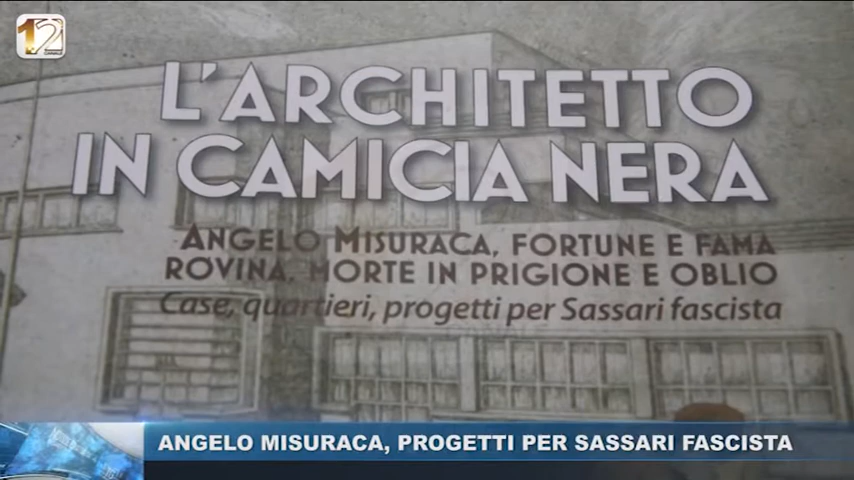 12
L'ARCHITETTO
IN CAMICIA NERA
ANGELO MISURACA, FORTUNE E FAMA
ROVINA, MORTE IN PRIGIONE E OBLIO
Case, quartieri, progetti per Sassari fascista
ANGELO MISURACA, PROGETTI PER SASSARI FASCISTA